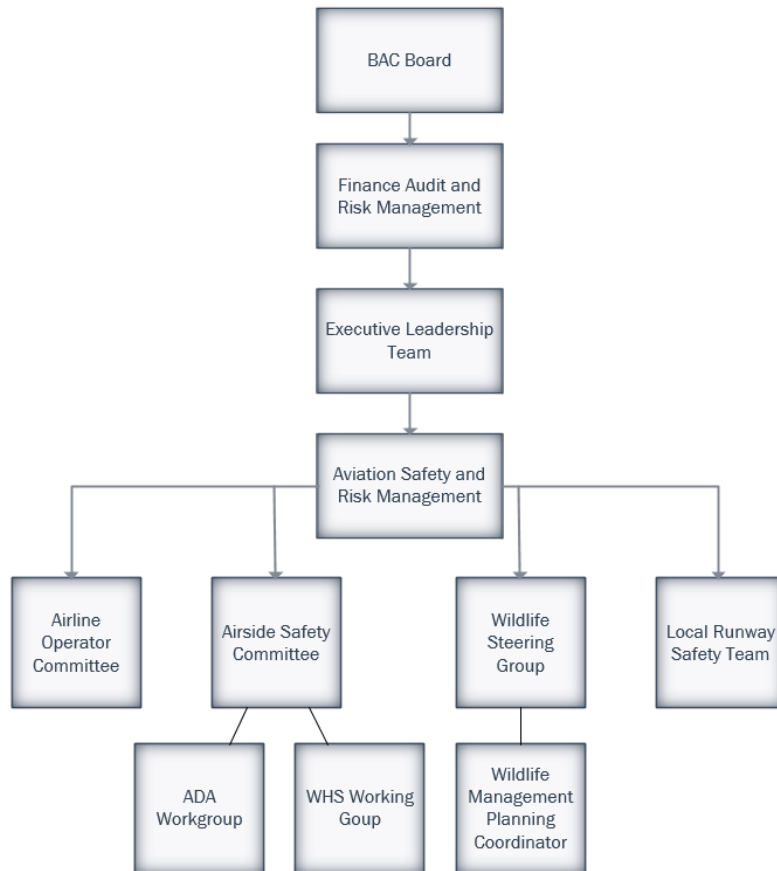 BAC Board
Finance Audit and
Risk Management
Executive Leadership
Team
Aviation Safety and
Risk Management
Airline
Operator
Committee
Airside Safety
Committee
Wildlife
Steering
Group
Local Runway
Safety Team
ADA
Workgroup
WHS Working
Goup
Wildlife
Management
Planning
Coordinator